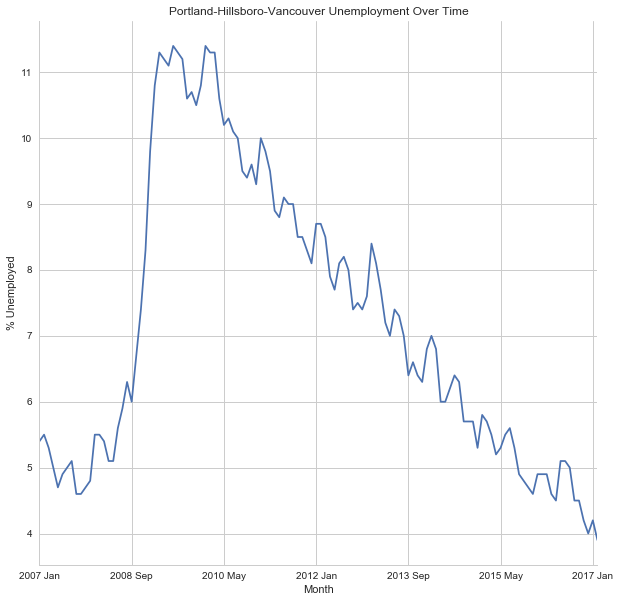 Portland-Hillsboro-Vancouver Unemployment Over Time
11
10
9
8
7
6
5
4
% Unemployed
2007 Jan 2008 Sep 2010 May 2012 Jan 2013 Sep 2015 May 2017 Jan
Month